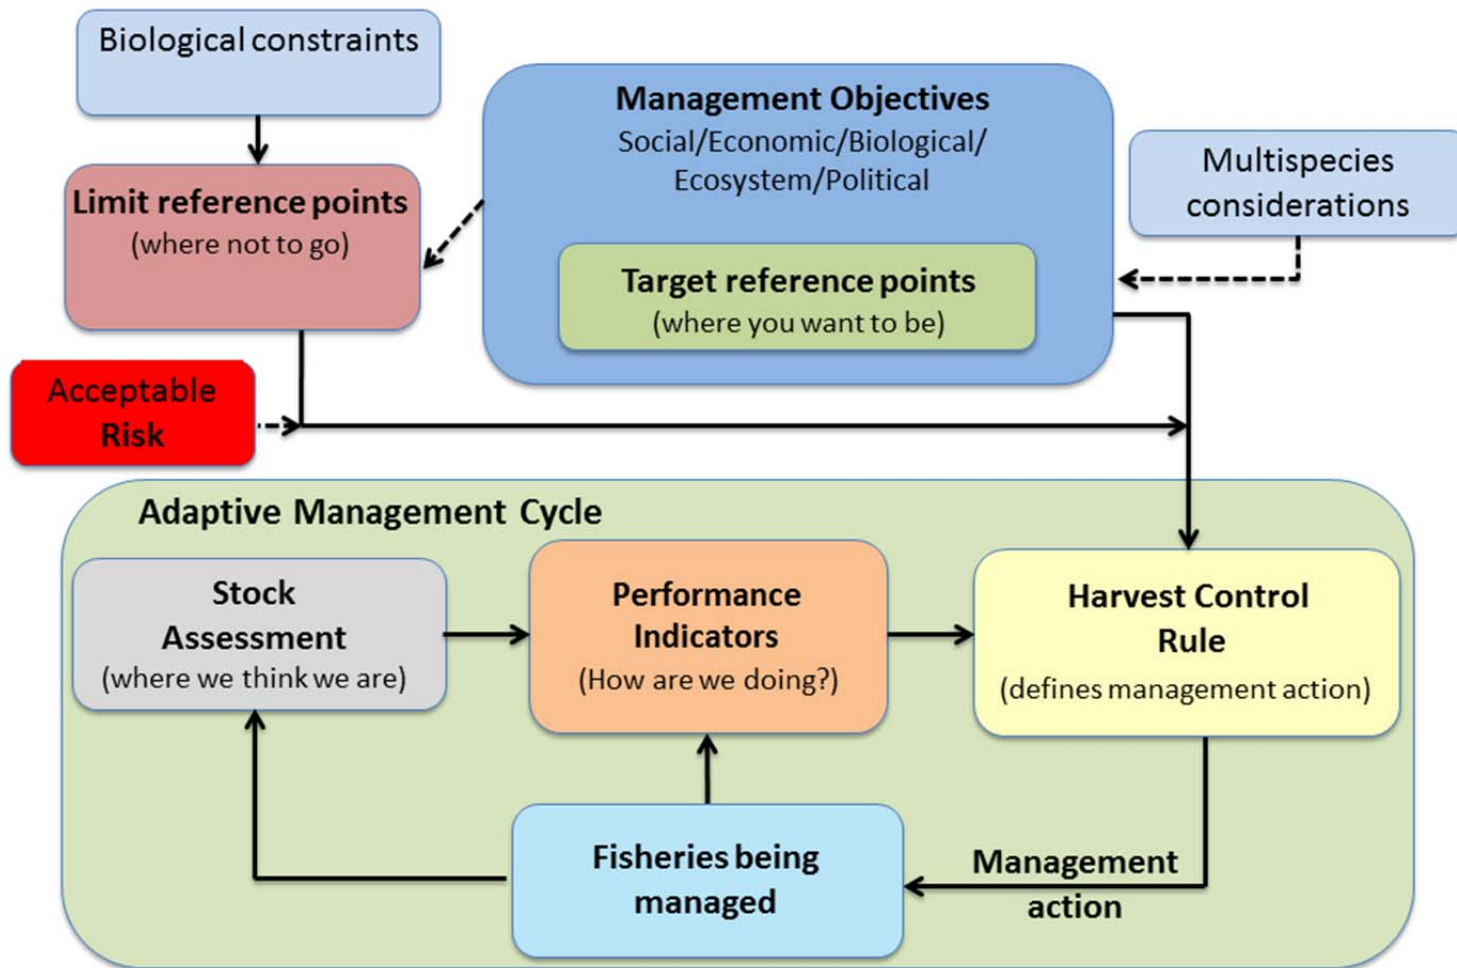 Biological constraints
Management Objectives
Social/Economic/Biological/
Ecosystem/Political
Multispecies
considerations
Limit reference points
(where not to go)
Target reference points
(where you want to be)
Acceptable
Risk
Adaptive Management Cycle
Stock
Assessment
(where we think we are)
Performance
Indicators
(How are we doing?)
Harvest Control
Rule
(defines management action)
Fisheries being
managed
Management
action